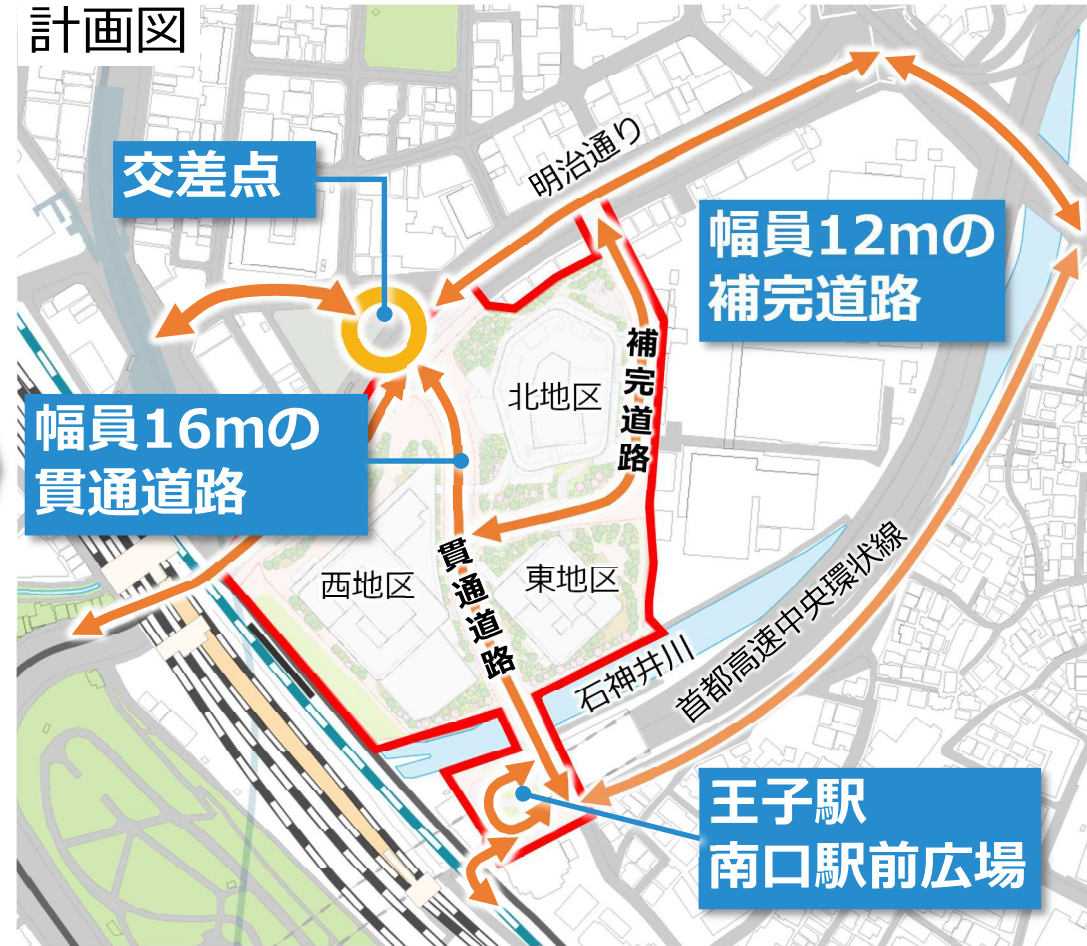 計画図
交差点
明治通り
幅員12mの
補完道路
補完道路
北地区
幅員16mの
貫通道路
西地区
貫通道路
東地区
石神井川
首都高速中央環状線
王子駅
南口駅前広場